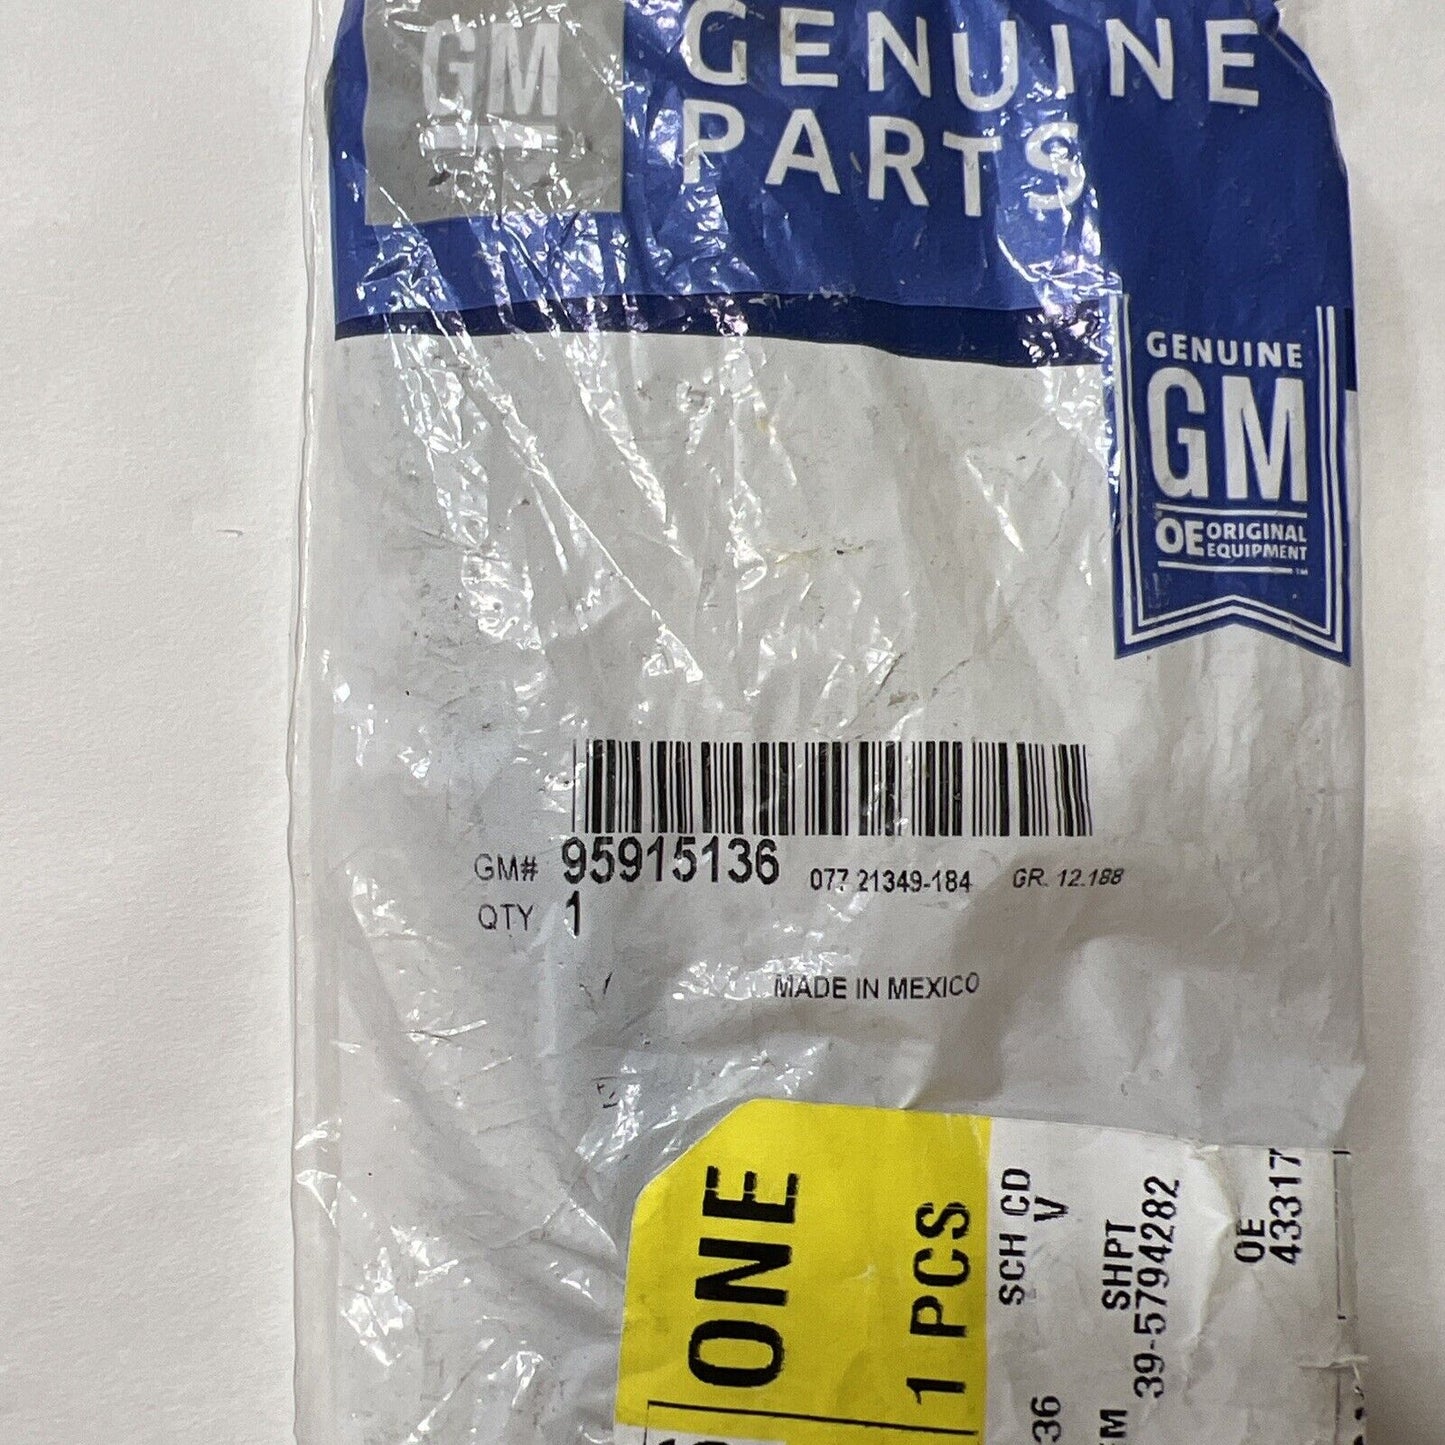 GM
GENUINE
PARTS
GENUINE
GM
OE ORIGINAL
EQUIPMENT
™
GM# 95915136 077 21349-184 GR. 12.188
QTY 1
MADE IN MEXICO
ONE
1 PCS
SCH CD
V
SHPT
39-5794282
OE
43317
36